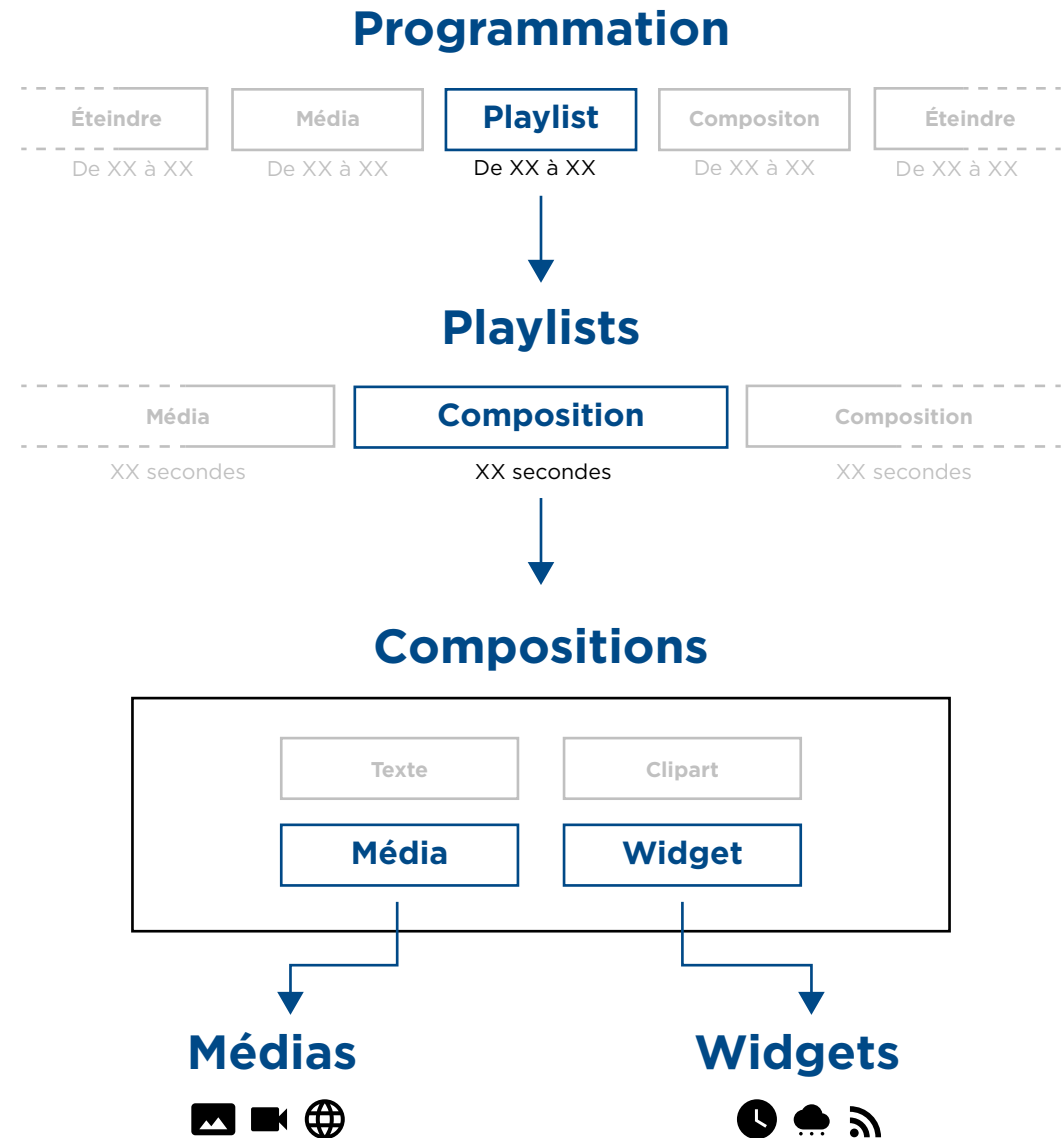 Programmation
Éteindre Média Playlist Compositon Éteindre
De XX à XX De XX à XX De XX à XX De XX à XX De XX à XX
Playlists
Média Composition Composition
XX secondes XX secondes XX secondes
Compositions
Texte Clipart
Média Widget
Médias Widgets